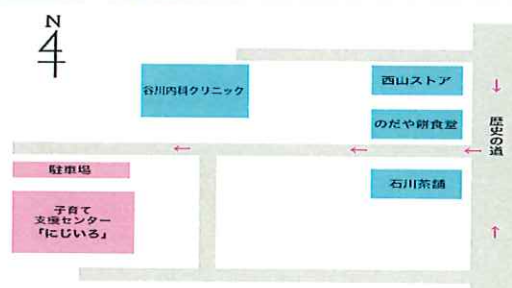 N
谷川内科クリニック
西山ストア
のだや餅食堂
石川茶舗
歴史の道
駐車場
子育て
支援センター
「にじいろ」